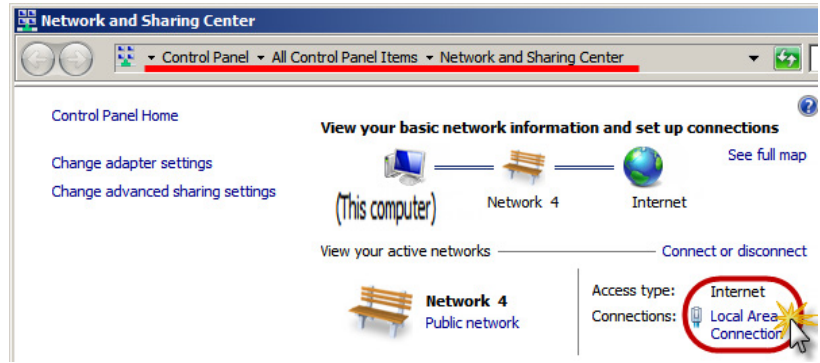 Network and Sharing Center
Control Panel All Control Panel Items Network and Sharing Center
Control Panel Home
Change adapter settings
Change advanced sharing settings
View your basic network information and set up connections
See full map
(This computer)
Network 4
Internet
View your active networks
Connect or disconnect
Network 4
Public network
Access type: Internet
Connections: Local Area
Connection